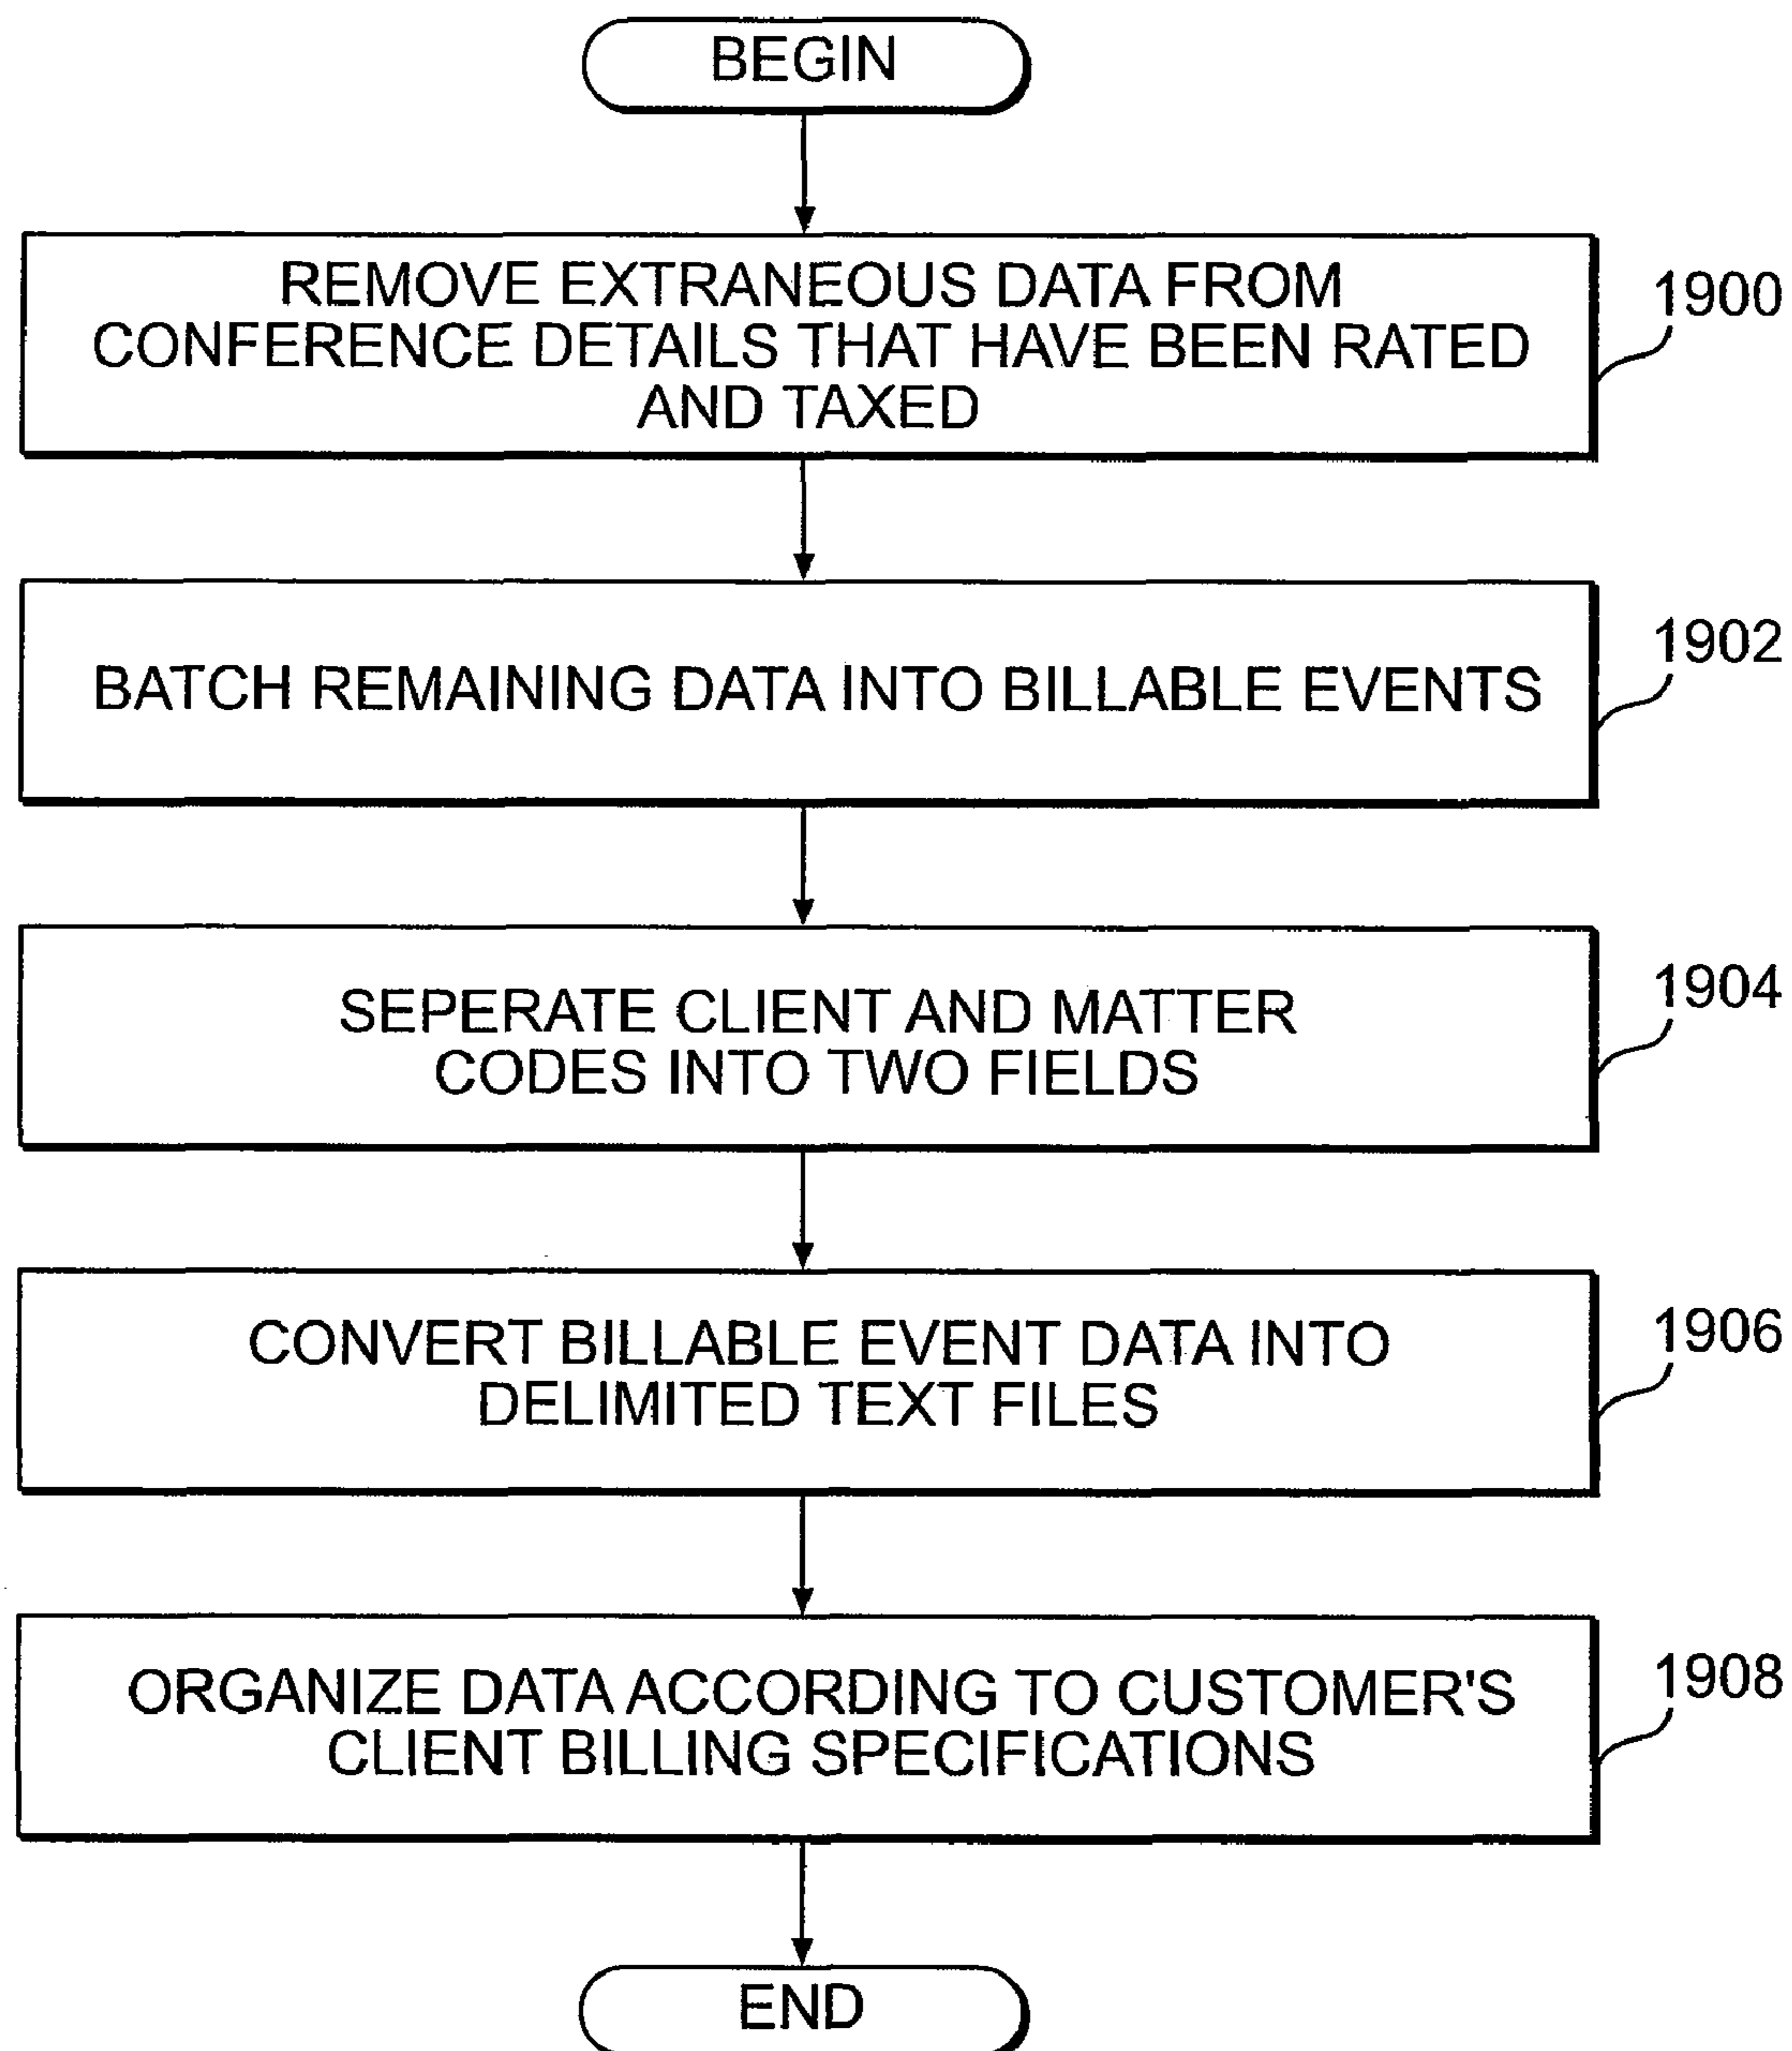 BEGIN
REMOVE EXTRANEOUS DATA FROM
CONFERENCE DETAILS THAT HAVE BEEN RATED
AND TAXED
1900
BATCH REMAINING DATA INTO BILLABLE EVENTS
1902
SEPERATE CLIENT AND MATTER
CODES INTO TWO FIELDS
1904
CONVERT BILLABLE EVENT DATA INTO
DELIMITED TEXT FILES
1906
ORGANIZE DATA ACCORDING TO CUSTOMER'S
CLIENT BILLING SPECIFICATIONS
1908
END